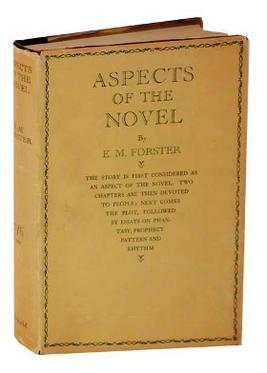 ASPECTS
OF THE
NOVEL
By
E. M. FORSTER
THE STORY IS FIRST CONSIDERED AS
AN ASPECT OF THE NOVEL. TWO
CHAPTERS ARE THEN DEVOTED
TO PEOPLE; NEXT COMES
THE PLOT, FOLLOWED
BY ESSAYS ON PHAN-
TASY, PROPHECY
PATTERN AND
RHYTHM
ASPECTS
OF THE
NOVEL
FORSTER